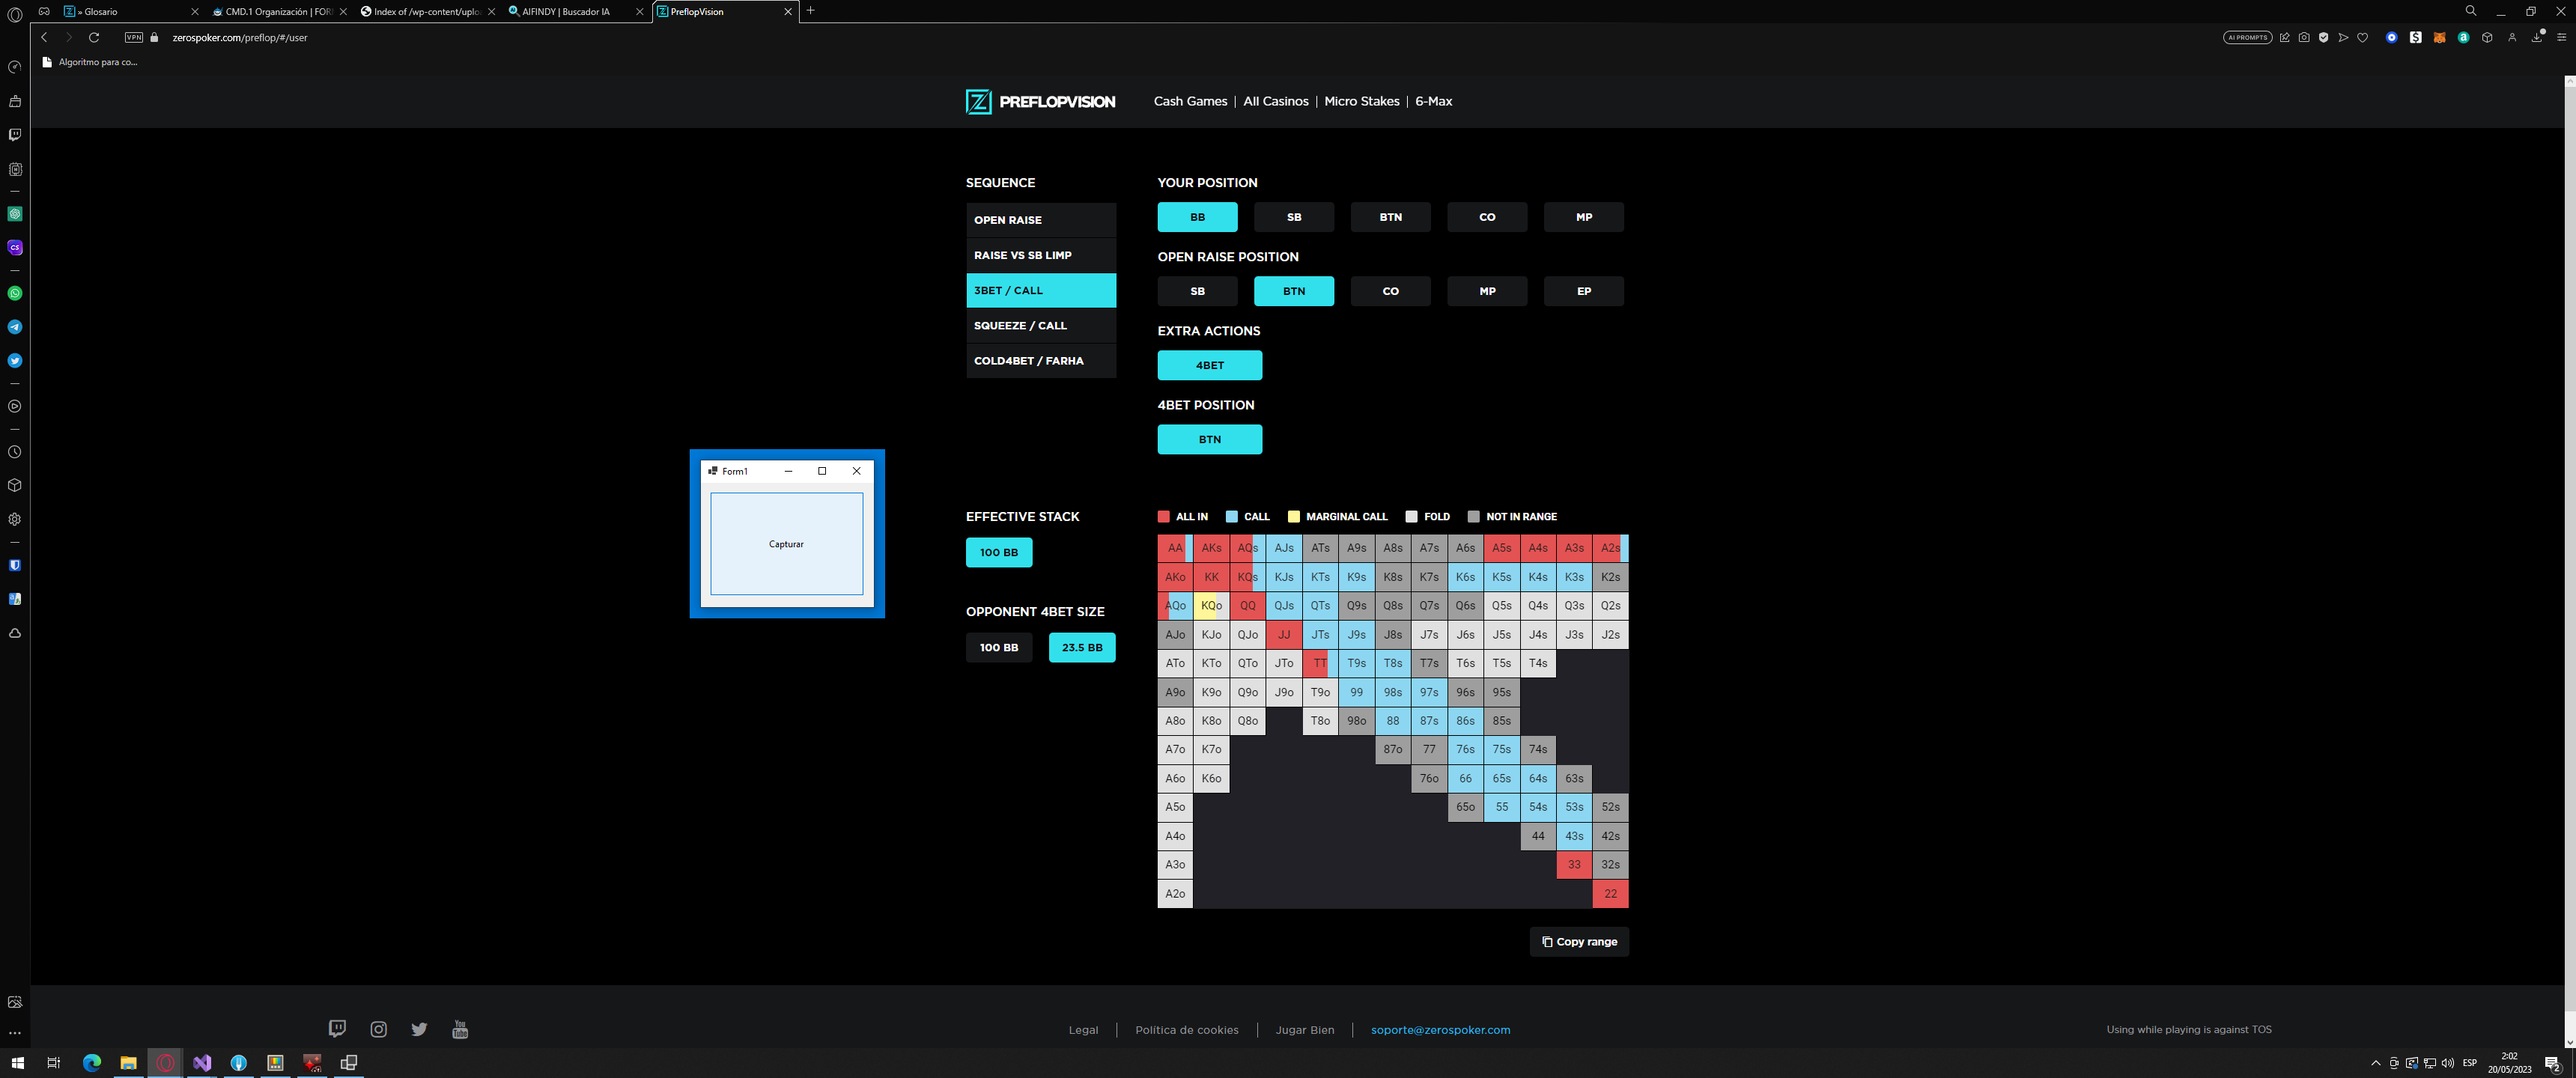 » Glosario
CMD.1 Organización | FOR
Index of /wp-content/uplo
AIFINDY | Buscador IA
PreflopVision
VPN
zerospoker.com/preflop/#/user
AI PROMPTS
Algoritmo para co...
PREFLOPVISION
Cash Games | All Casinos | Micro Stakes | 6-Max
SEQUENCE
OPEN RAISE
RAISE VS SB LIMP
3BET / CALL
SQUEEZE / CALL
COLD4BET / FARHA
YOUR POSITION
BB SB BTN CO MP
OPEN RAISE POSITION
SB BTN CO MP EP
EXTRA ACTIONS
4BET
4BET POSITION
BTN
Form1
Capturar
EFFECTIVE STACK
100 BB
OPPONENT 4BET SIZE
100 BB 23.5 BB
ALL IN CALL MARGINAL CALL FOLD NOT IN RANGE
AA AKs AQs AJs ATs A9s A8s A7s A6s A5s A4s A3s A2s
AKo KK KQs KJs KTs K9s K8s K7s K6s K5s K4s K3s K2s
AQo KQo QQ QJs QTs Q9s Q8s Q7s Q6s Q5s Q4s Q3s Q2s
AJo KJo QJo JJ JTs J9s J8s J7s J6s J5s J4s J3s J2s
ATo KTo QTo JTo TT T9s T8s T7s T6s T5s T4s
A9o K9o Q9o J9o T9o 99 98s 97s 96s 95s
A8o K8o Q8o T8o 98o 88 87s 86s 85s
A7o K7o 87o 77 76s 75s 74s
A6o K6o 76o 66 65s 64s 63s
A5o 65o 55 54s 53s 52s
A4o 44 43s 42s
A3o 33 32s
A2o 22
Copy range
You Tube
Legal | Política de cookies | Jugar Bien | soporte@zerospoker.com
Using while playing is against TOS
ESP
2:02
20/05/2023
2